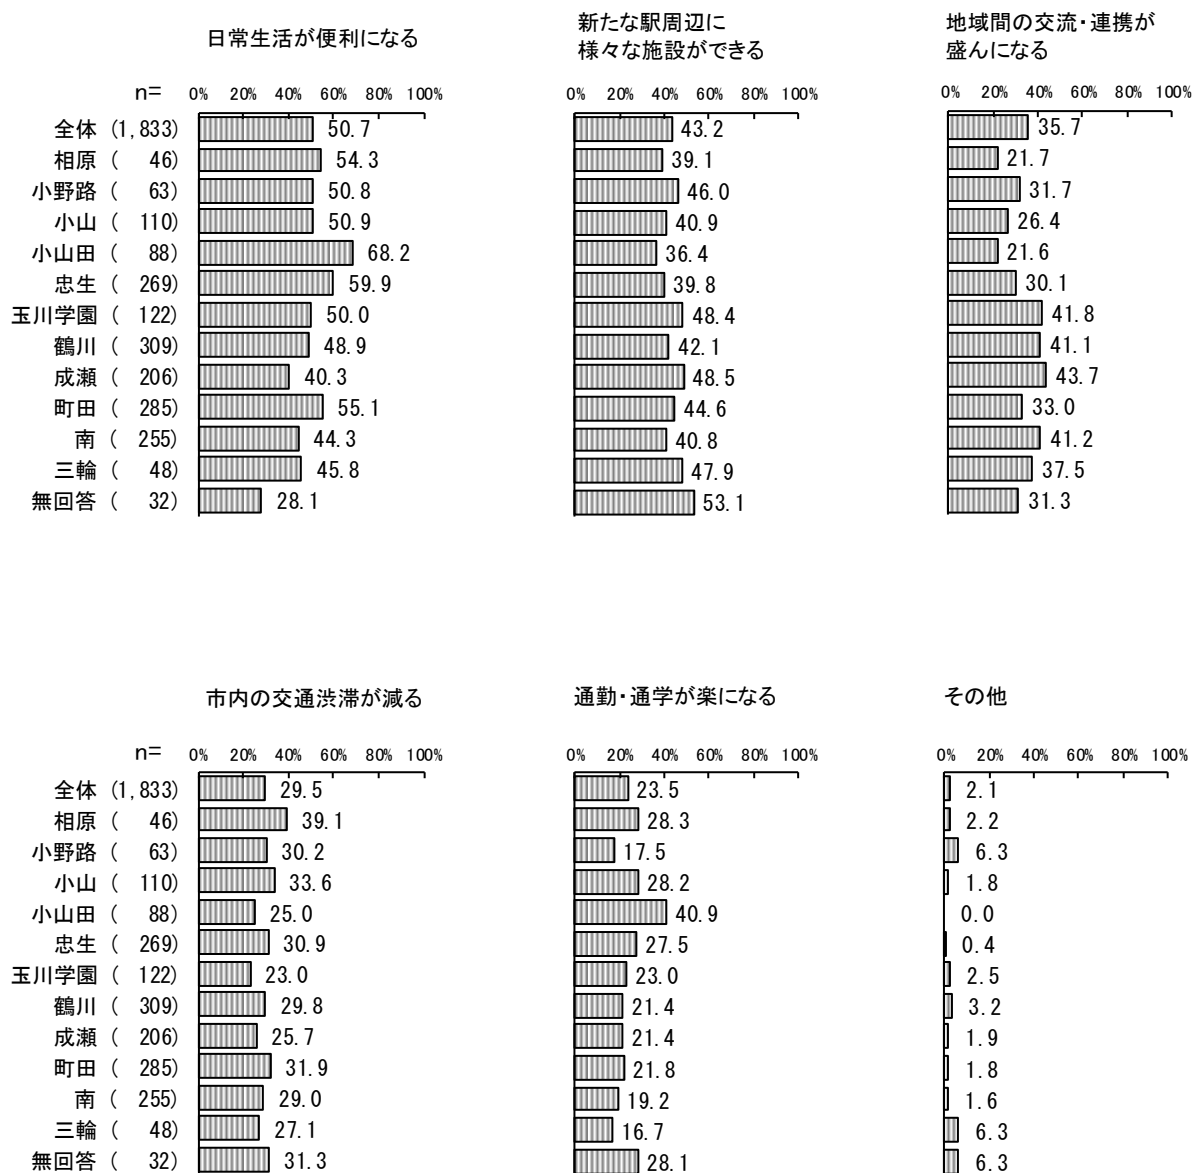 日常生活が便利になる
新たな駅周辺に
様々な施設ができる
地域間の交流・連携が
盛んになる
n= 0% 20% 40% 60% 80% 100% 0% 20% 40% 60% 80% 100% 0% 20% 40% 60% 80% 100%
全体 (1,833) 50.7 43.2 35.7
相原 ( 46) 54.3 39.1 21.7
小野路 ( 63) 50.8 46.0 31.7
小山 ( 110) 50.9 40.9 26.4
小山田 ( 88) 68.2 36.4 21.6
忠生 ( 269) 59.9 39.8 30.1
玉川学園 ( 122) 50.0 48.4 41.8
鶴川 ( 309) 48.9 42.1 41.1
成瀬 ( 206) 40.3 48.5 43.7
町田 ( 285) 55.1 44.6 33.0
南 ( 255) 44.3 40.8 41.2
三輪 ( 48) 45.8 47.9 37.5
無回答 ( 32) 28.1 53.1 31.3
市内の交通渋滞が減る 通勤・通学が楽になる その他
n= 0% 20% 40% 60% 80% 100% 0% 20% 40% 60% 80% 100% 0% 20% 40% 60% 80% 100%
全体 (1,833) 29.5 23.5 2.1
相原 ( 46) 39.1 28.3 2.2
小野路 ( 63) 30.2 17.5 6.3
小山 ( 110) 33.6 28.2 1.8
小山田 ( 88) 25.0 40.9 0.0
忠生 ( 269) 30.9 27.5 0.4
玉川学園 ( 122) 23.0 23.0 2.5
鶴川 ( 309) 29.8 21.4 3.2
成瀬 ( 206) 25.7 21.4 1.9
町田 ( 285) 31.9 21.8 1.8
南 ( 255) 29.0 19.2 1.6
三輪 ( 48) 27.1 16.7 6.3
無回答 ( 32) 31.3 28.1 6.3